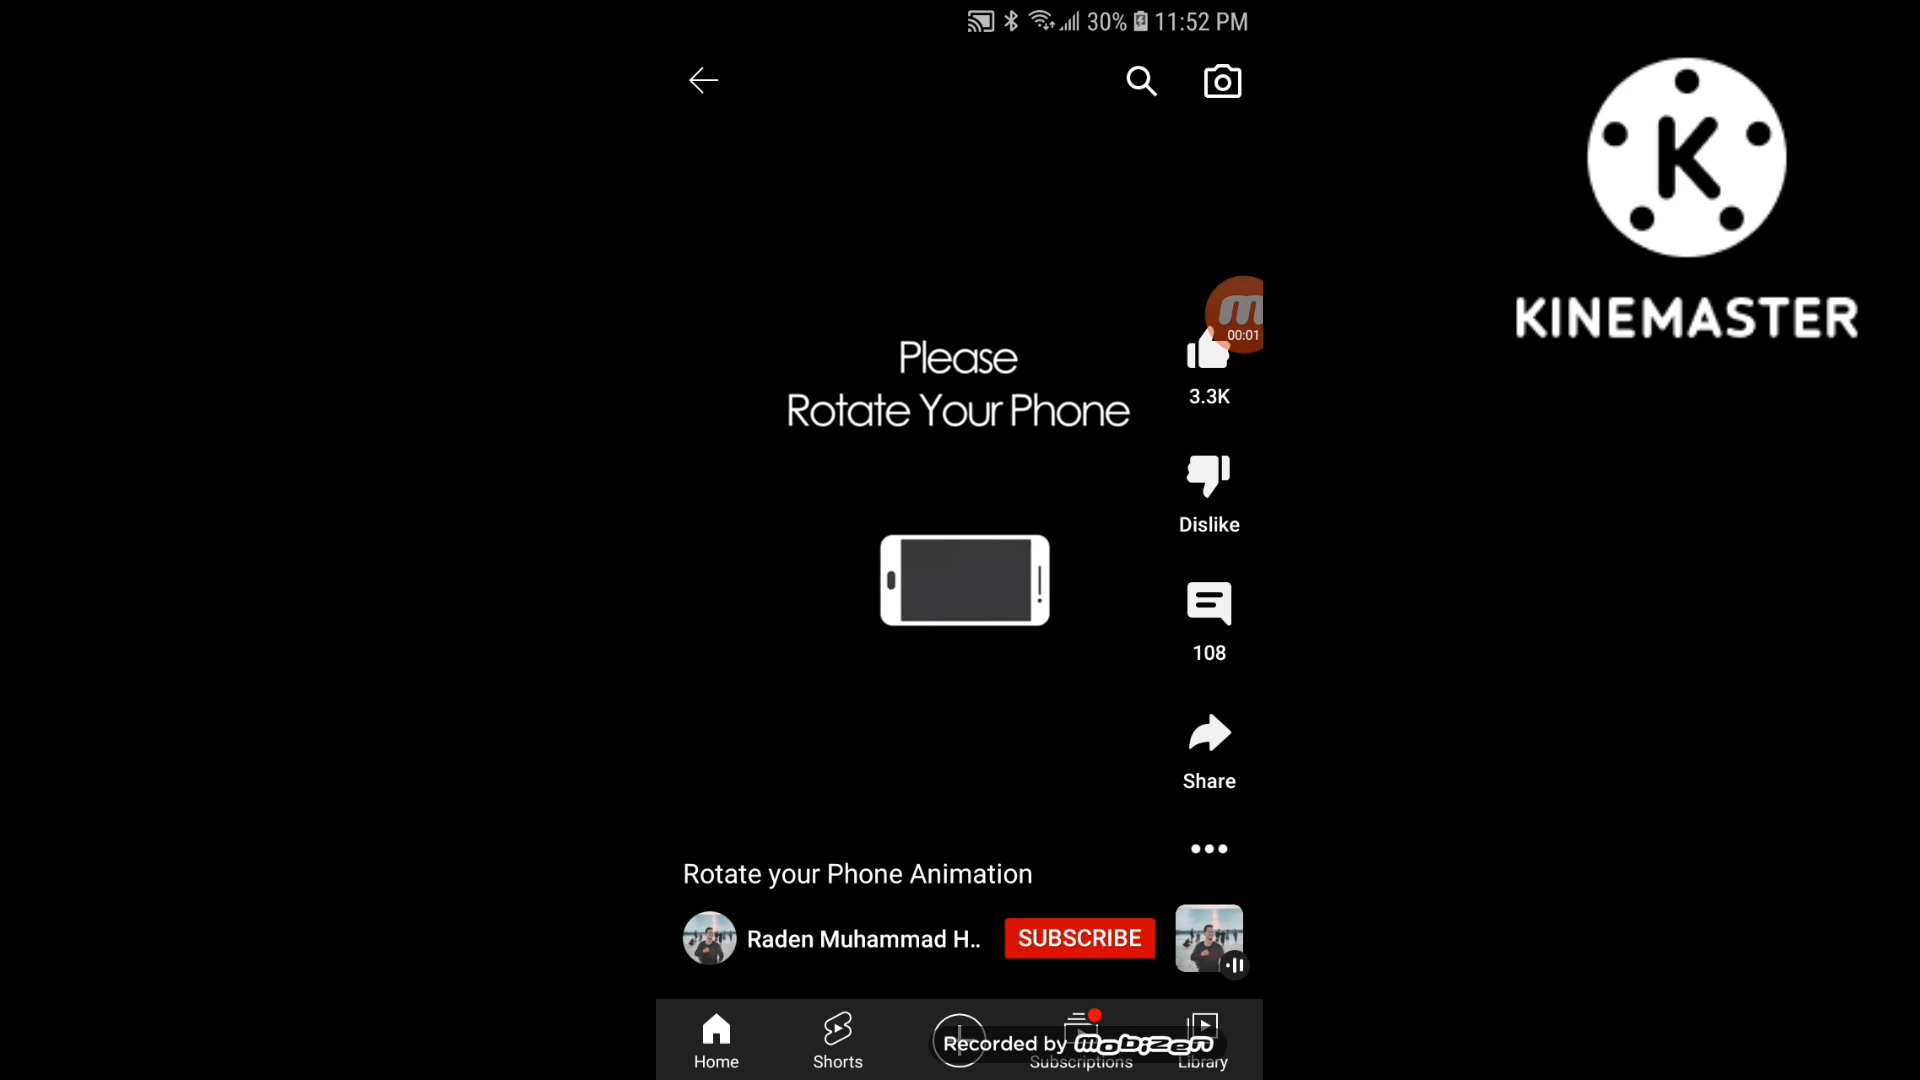 30% 11:52 PM
K
KINEMASTER
m
00:01
Please
Rotate Your Phone
3.3K
Dislike
108
Share
Rotate your Phone Animation
Raden Muhammad H..
SUBSCRIBE
Recorded by mobizen
Home
Shorts
Subscriptions
Library